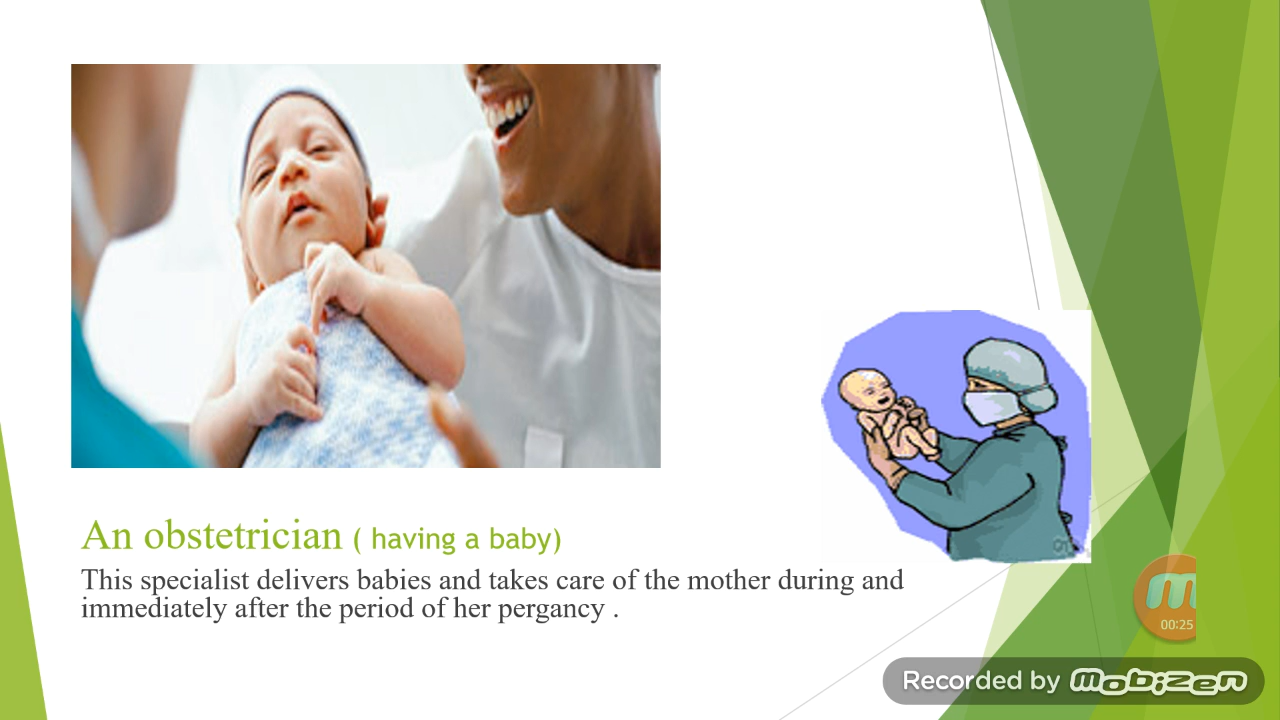 An obstetrician ( having a baby)
This specialist delivers babies and takes care of the mother during and
immediately after the period of her pergancy .
00:25
Recorded by mobizen